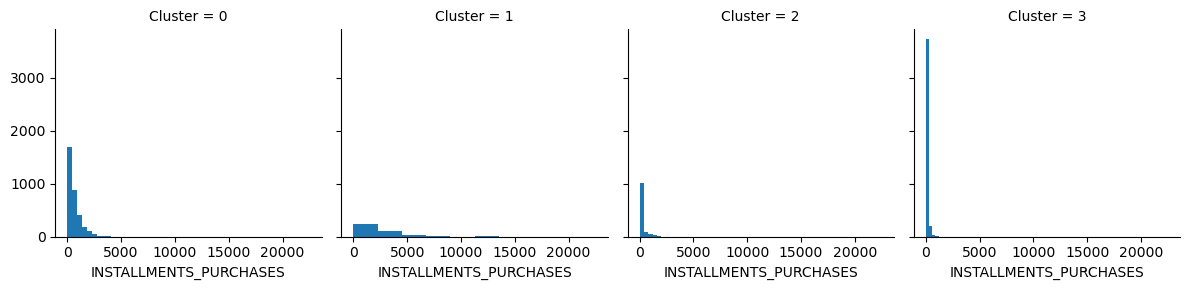 Cluster = 0 Cluster = 1 Cluster = 2 Cluster = 3
3000
2000
1000
0
0 5000 10000 15000 20000 0 5000 10000 15000 20000 0 5000 10000 15000 20000 0 5000 10000 15000 20000
INSTALLMENTS_PURCHASES INSTALLMENTS_PURCHASES INSTALLMENTS_PURCHASES INSTALLMENTS_PURCHASES